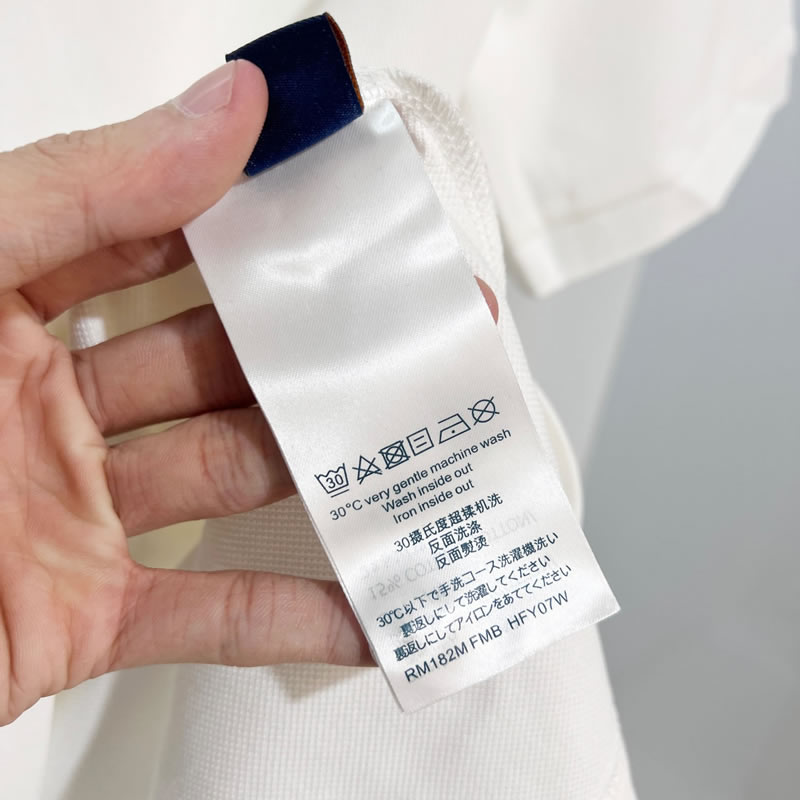 30
30°C very gentle machine wash
Wash inside out
Iron inside out
30摄氏度超揉机洗
反面洗涤
反面熨烫
30℃以下で手洗コース洗濯機洗い
裏返しにして洗濯してください
裏返しにしてアイロンをあててください
RM182M FMB HFY07W